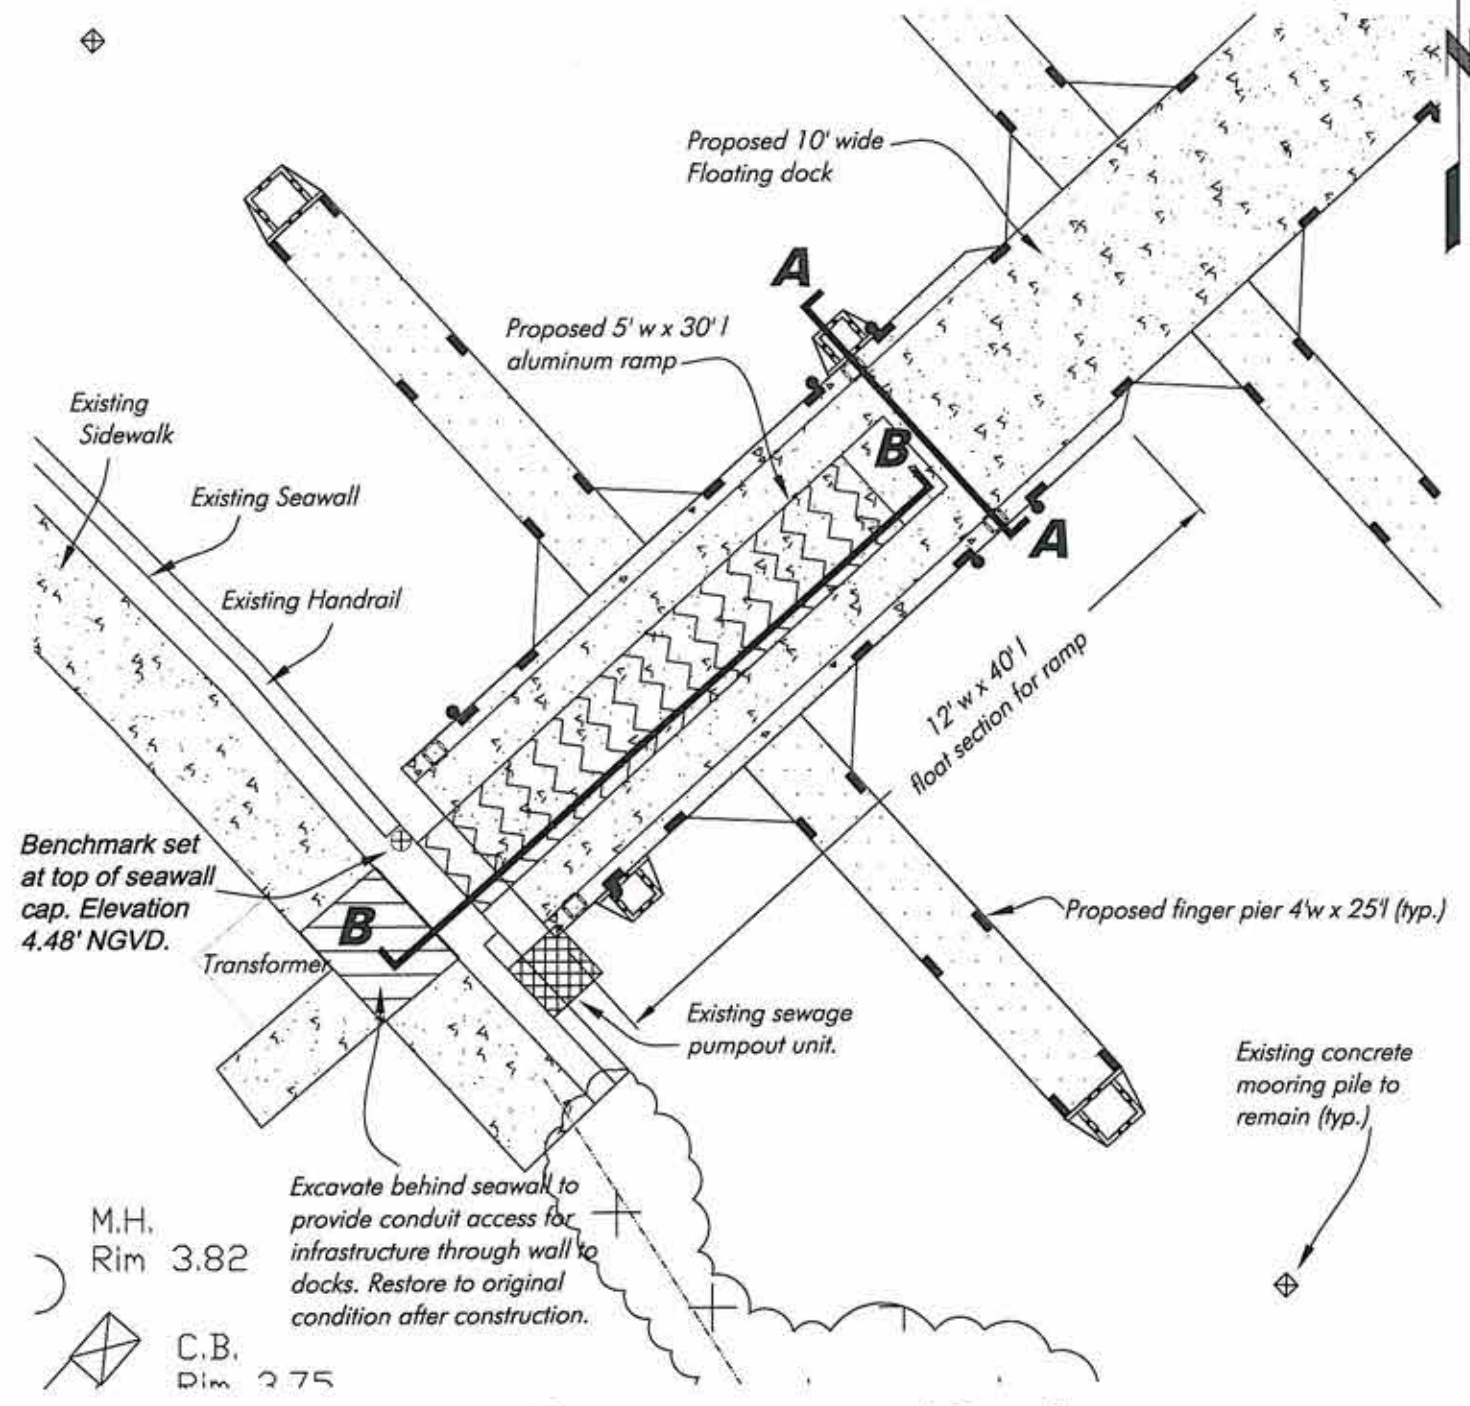 Proposed 10' wide
Floating dock
A
Proposed 5' w x 30' l
aluminum ramp
Existing
Sidewalk
B
Existing Seawall
A
Existing Handrail
12' w x 40' l
float section for ramp
Benchmark set
at top of seawall
cap. Elevation
4.48' NGVD.
B
Transformer
Proposed finger pier 4'w x 25'l (typ.)
Existing sewage
pumpout unit.
Existing concrete
mooring pile to
remain (typ.)
Excavate behind seawall to
provide conduit access for
infrastructure through wall to
docks. Restore to original
condition after construction.
M.H.
Rim 3.82
C.B.
Rim 3.75